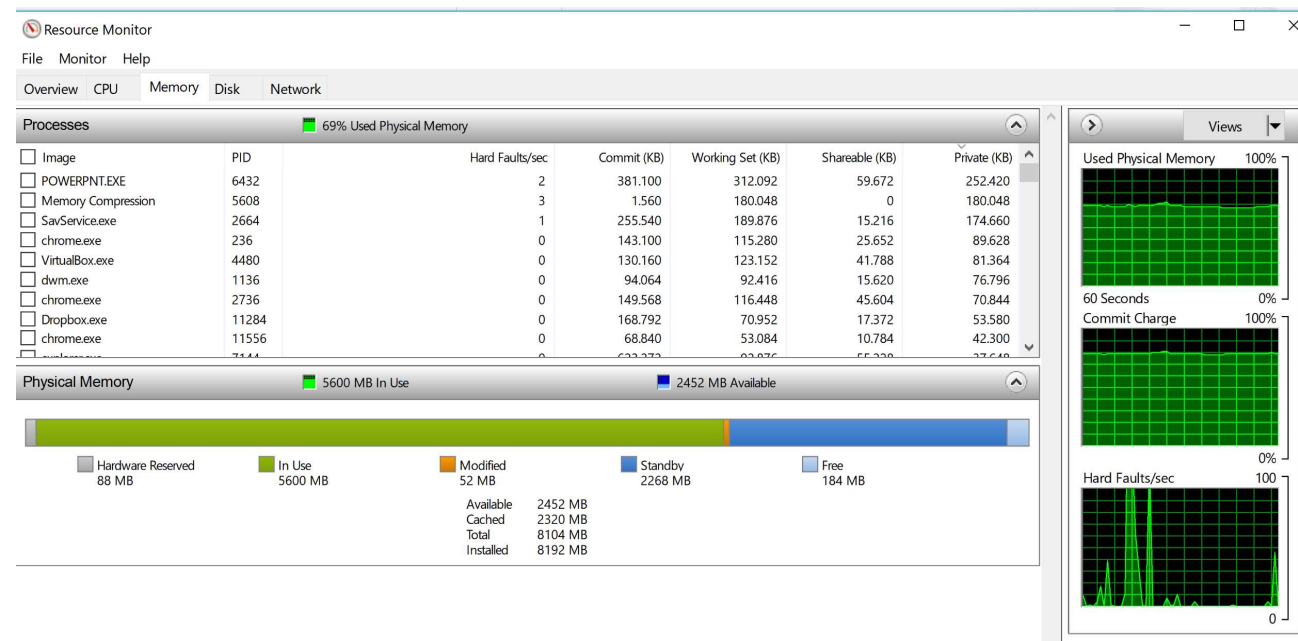 Resource Monitor
File Monitor Help
Overview CPU Memory Disk Network
Processes 69% Used Physical Memory
Image PID Hard Faults/sec Commit (KB) Working Set (KB) Shareable (KB) Private (KB)
POWERPNT.EXE 6432 2 381.100 312.092 59.672 252.420
Memory Compression 5608 3 1.560 180.048 0 180.048
SavService.exe 2664 1 255.540 189.876 15.216 174.660
chrome.exe 236 0 143.100 115.280 25.652 89.628
VirtualBox.exe 4480 0 130.160 123.152 41.788 81.364
dwm.exe 1136 0 94.064 92.416 15.620 76.796
chrome.exe 2736 0 149.568 116.448 45.604 70.844
Dropbox.exe 11284 0 168.792 70.952 17.372 53.580
chrome.exe 11556 0 68.840 53.084 10.784 42.300
Physical Memory 5600 MB In Use 2452 MB Available
Hardware Reserved In Use Modified Standby Free
88 MB 5600 MB 52 MB 2268 MB 184 MB
Available 2452 MB
Cached 2320 MB
Total 8104 MB
Installed 8192 MB
Views
Used Physical Memory 100%
60 Seconds 0%
Commit Charge 100%
0%
Hard Faults/sec 100
0